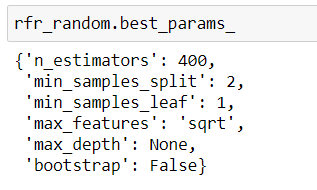 rfr_random.best_params_
{'n_estimators': 400,
 'min_samples_split': 2,
 'min_samples_leaf': 1,
 'max_features': 'sqrt',
 'max_depth': None,
 'bootstrap': False}